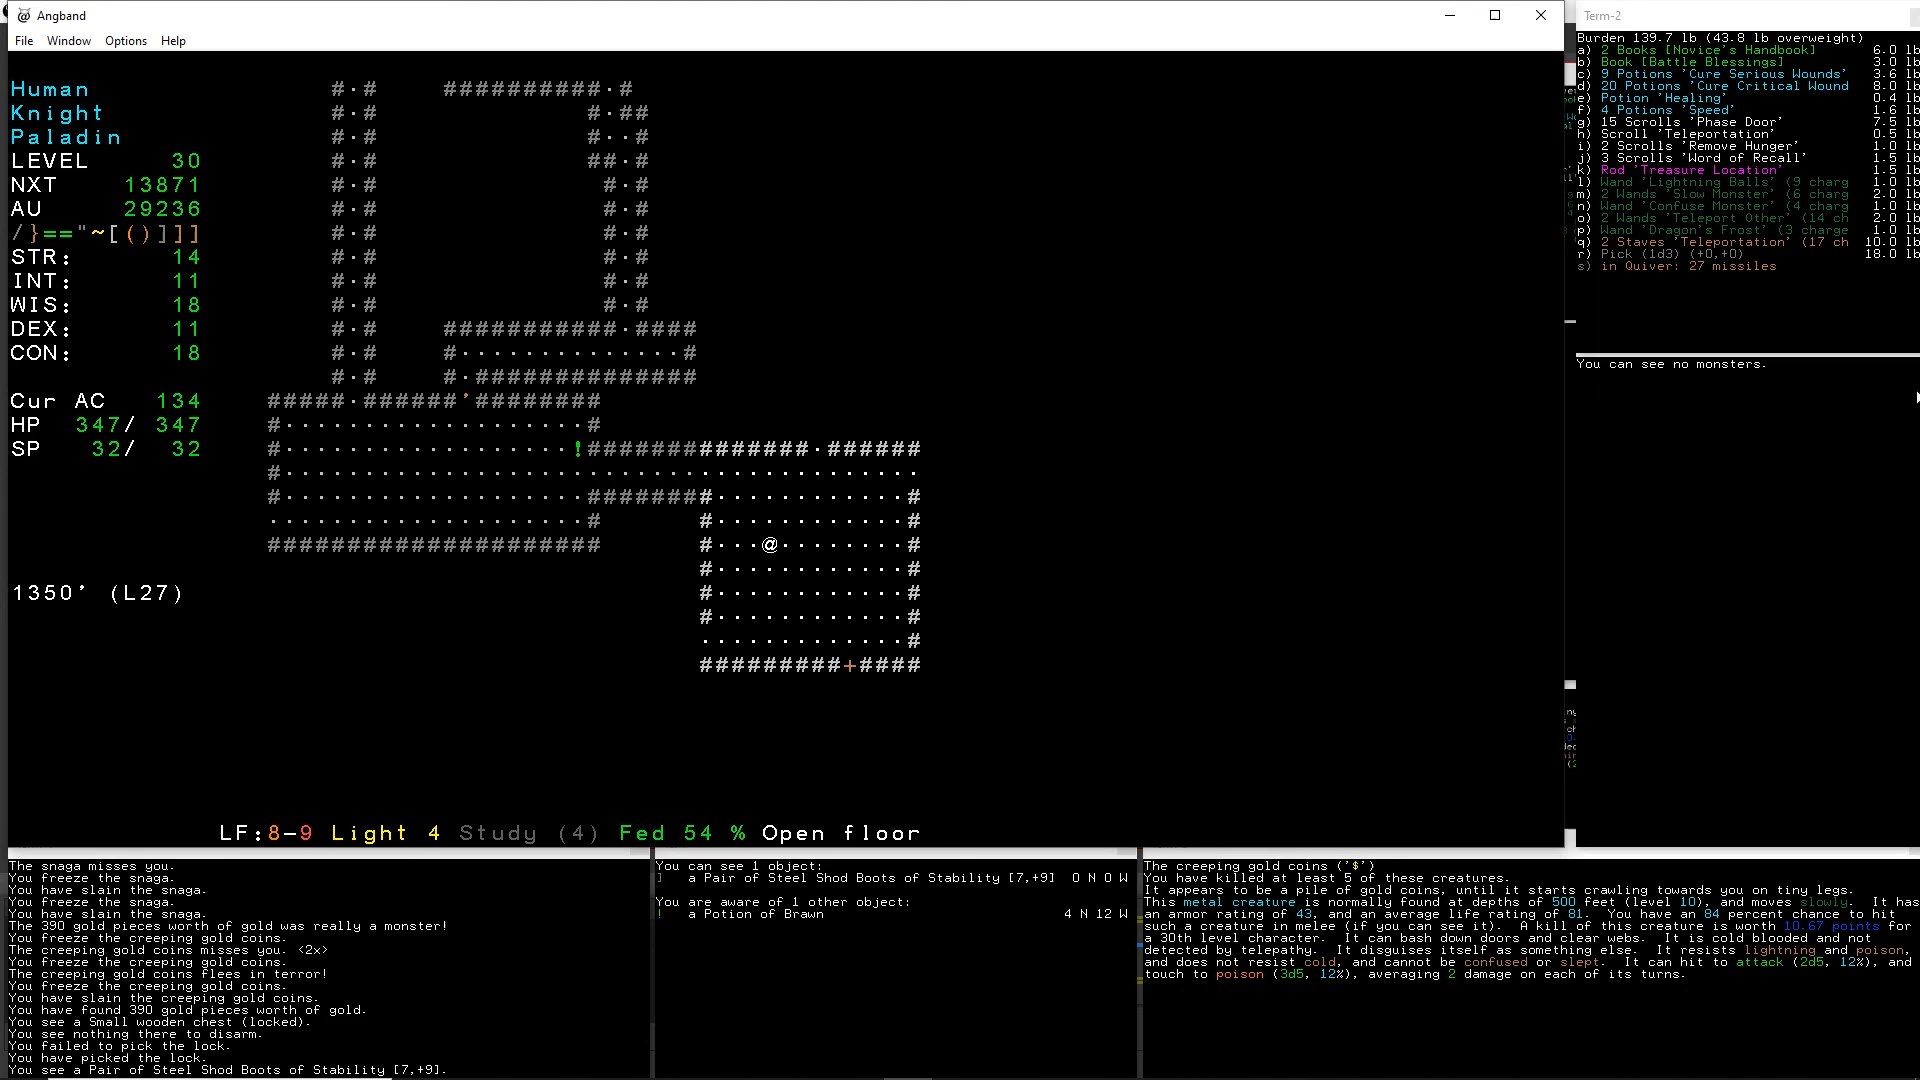 Angband
File Window Options Help
Human
Knight
Paladin
LEVEL 30
NXT 13871
AU 29236
/}=="~[()]]]
STR: 14
INT: 11
WIS: 18
DEX: 11
CON: 18
Cur AC 134
HP 347/ 347
SP 32/ 32
1350' (L27)
#.# ##########.#
#.# #.##
#.# #..#
#.# ##.#
#.# #.#
#.# #.#
#.# #.#
#.# #.#
#.# #.#
#.# #.#
#.# ###########.####
#.# #.............#
#.# #.##############
#####.######'########
#...................#
#..................!##############.######
#.......................................
#..................########............#
...................# #............#
##################### #...@........#
#............#
#............#
#............#
.............#
#########+####
LF:8-9 Light 4 Study (4) Fed 54 % Open floor
Term-2
Burden 139.7 lb (43.8 lb overweight)
a) 2 Books [Novice's Handbook] 6.0 lb
b) Book [Battle Blessings] 3.0 lb
c) 9 Potions 'Cure Serious Wounds' 3.6 lb
d) 20 Potions 'Cure Critical Wound 8.0 lb
e) Potion 'Healing' 0.4 lb
f) 4 Potions 'Speed' 1.6 lb
g) 15 Scrolls 'Phase Door' 7.5 lb
h) Scroll 'Teleportation' 0.5 lb
i) 2 Scrolls 'Remove Hunger' 1.0 lb
j) 3 Scrolls 'Word of Recall' 1.5 lb
k) Rod 'Treasure Location' 1.5 lb
l) Wand 'Lightning Balls' (9 charg 1.0 lb
m) 2 Wands 'Slow Monster' (6 charg 2.0 lb
n) Wand 'Confuse Monster' (4 charg 1.0 lb
o) 2 Wands 'Teleport Other' (14 ch 2.0 lb
p) Wand 'Dragon's Frost' (3 charge 1.0 lb
q) 2 Staves 'Teleportation' (17 ch 10.0 lb
r) Pick (1d3) (+0,+0) 18.0 lb
s) in Quiver: 27 missiles
You can see no monsters.
The snaga misses you.
You freeze the snaga.
You have slain the snaga.
You freeze the snaga.
You have slain the snaga.
The 390 gold pieces worth of gold was really a monster!
You freeze the creeping gold coins.
The creeping gold coins misses you. <2x>
You freeze the creeping gold coins.
The creeping gold coins flees in terror!
You freeze the creeping gold coins.
You have slain the creeping gold coins.
You have found 390 gold pieces worth of gold.
You see a Small wooden chest (locked).
You see nothing there to disarm.
You failed to pick the lock.
You have picked the lock.
You see a Pair of Steel Shod Boots of Stability [7,+9].
You can see 1 object:
] a Pair of Steel Shod Boots of Stability [7,+9] 0 N 0 W
You are aware of 1 other object:
! a Potion of Brawn 4 N 12 W
The creeping gold coins ('$')
You have killed at least 5 of these creatures.
It appears to be a pile of gold coins, until it starts crawling towards you on tiny legs.
This metal creature is normally found at depths of 500 feet (level 10), and moves slowly. It has
an armor rating of 43, and an average life rating of 81. You have an 84 percent chance to hit
such a creature in melee (if you can see it). A kill of this creature is worth 10.67 points for
a 30th level character. It can bash down doors and clear webs. It is cold blooded and not
detected by telepathy. It disguises itself as something else. It resists lightning and poison,
and does not resist cold, and cannot be confused or slept. It can hit to attack (2d5, 12%), and
touch to poison (3d5, 12%), averaging 2 damage on each of its turns.